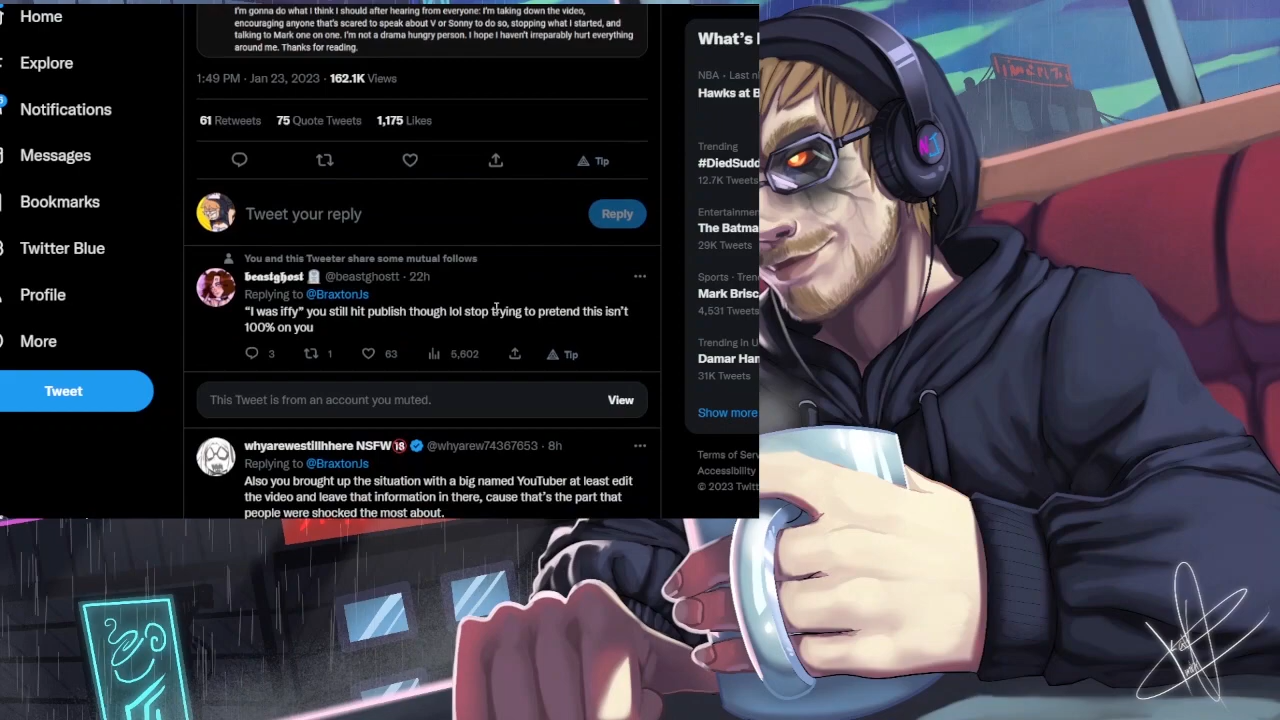 I'm gonna do what I think I should after hearing from everyone: I'm taking down the video,
encouraging anyone that's scared to speak about V or Sonny to do so, stopping what I started, and
talking to Mark one on one. I'm not a drama hungry person. I hope I haven't irreparably hurt everything
around me. Thanks for reading.
1:49 PM · Jan 23, 2023 · 162.1K Views
61 Retweets 75 Quote Tweets 1,175 Likes
Tip
Tweet your reply
Reply
You and this Tweeter share some mutual follows
beastghost @beastghostt · 22h
Replying to @BraxtonJs
“I was iffy” you still hit publish though lol stop trying to pretend this isn't
100% on you
3 1 63 5,602 Tip
This Tweet is from an account you muted.
View
whyarewestillhhere NSFW🔞 @whyarew74367653 · 8h
Replying to @BraxtonJs
Also you brought up the situation with a big named YouTuber at least edit
the video and leave that information in there, cause that's the part that
people were shocked the most about.
Home
Explore
Notifications
Messages
Bookmarks
Twitter Blue
Profile
More
Tweet
What's
NBA · Last n
Hawks at B
Trending
#DiedSudd
12.7K Tweets
Entertainmen
The Batma
29K Tweets
Sports · Tren
Mark Brisc
4,531 Tweets
Trending in U
Damar Han
31K Tweets
Show more
Terms of Serv
Accessibility
© 2023 Twitt